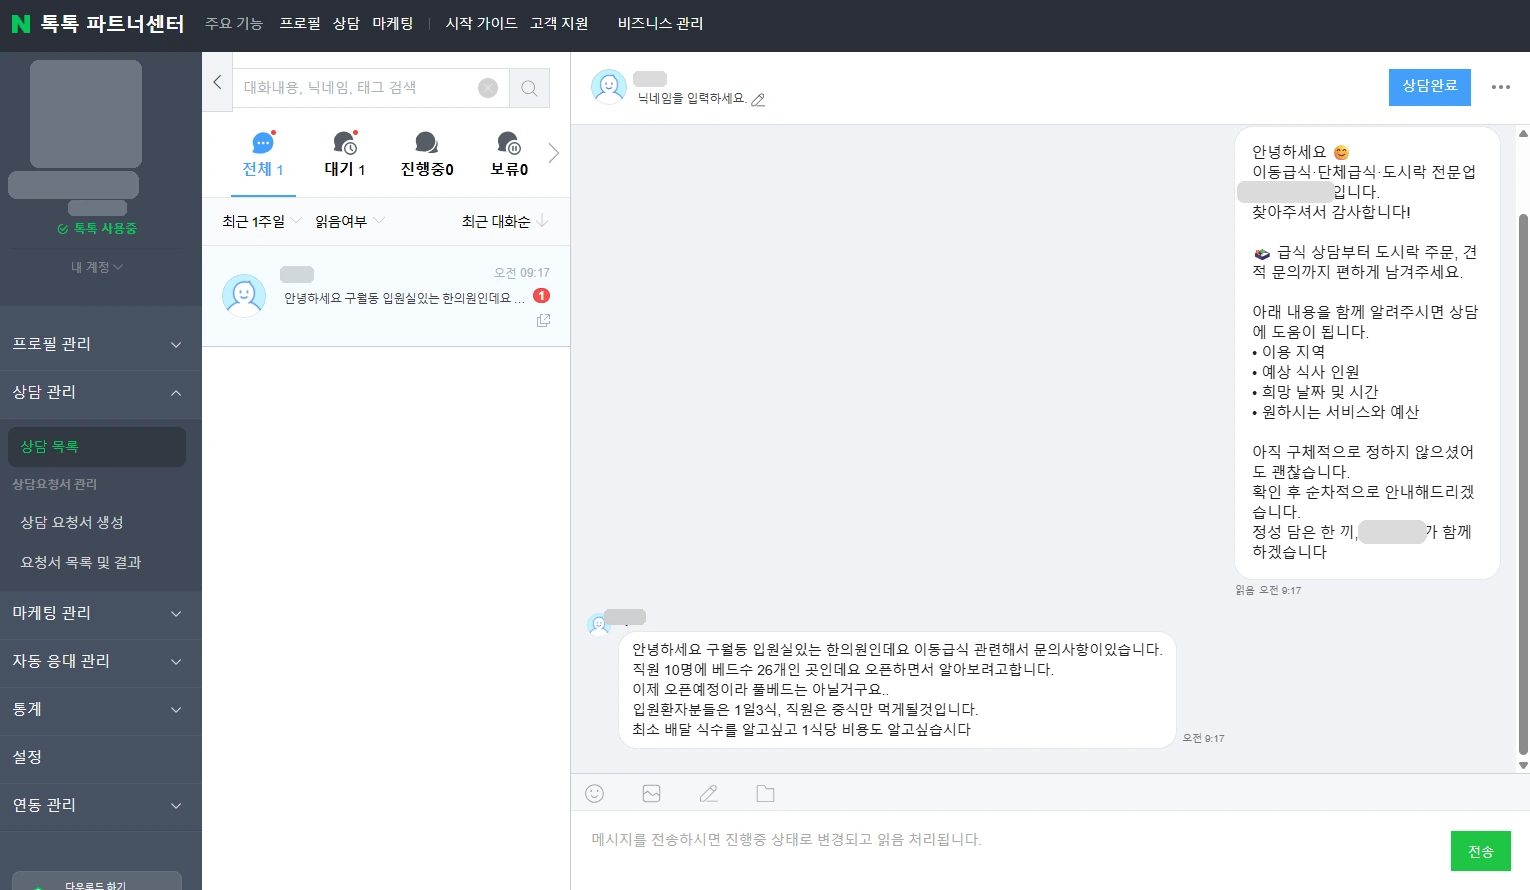 톡톡 파트너센터
주요 기능 프로필 상담 마케팅 시작 가이드 고객 지원 비즈니스 관리
톡톡 사용중
내 계정
프로필 관리
상담 관리
상담 목록
상담요청서 관리
상담 요청서 생성
요청서 목록 및 결과
마케팅 관리
자동 응대 관리
통계
설정
연동 관리
다운로드 하기
대화내용, 닉네임, 태그 검색
전체 1 대기 1 진행중0 보류0
최근 1주일 읽음여부 최근 대화순
오전 09:17
안녕하세요 구월동 입원실있는 한의원인데요 ...
1
닉네임을 입력하세요.
상담완료
안녕하세요 😊
이동급식·단체급식·도시락 전문업
입니다.
찾아주셔서 감사합니다!
🍱 급식 상담부터 도시락 주문, 견
적 문의까지 편하게 남겨주세요.
아래 내용을 함께 알려주시면 상담
에 도움이 됩니다.
• 이용 지역
• 예상 식사 인원
• 희망 날짜 및 시간
• 원하시는 서비스와 예산
아직 구체적으로 정하지 않으셨어
도 괜찮습니다.
확인 후 순차적으로 안내해드리겠
습니다.
정성 담은 한 끼, 가 함께
하겠습니다
읽음 오전 9:17
안녕하세요 구월동 입원실있는 한의원인데요 이동급식 관련해서 문의사항이있습니다.
직원 10명에 베드수 26개인 곳인데요 오픈하면서 알아보려고합니다.
이제 오픈예정이라 풀베드는 아닐거구요..
입원환자분들은 1일3식, 직원은 중식만 먹게될것입니다.
최소 배달 식수를 알고싶고 1식당 비용도 알고싶습시다
오전 9:17
메시지를 전송하시면 진행중 상태로 변경되고 읽음 처리됩니다.
전송